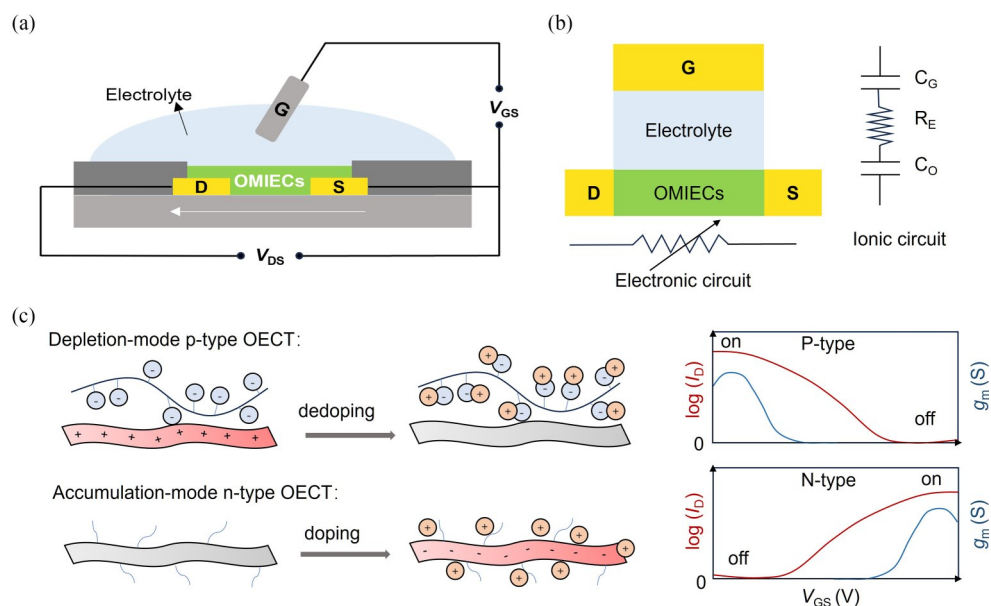 (a)
Electrolyte
G
V_GS
OMIECs
D
S
V_DS
(b)
G
Electrolyte
D
OMIECs
S
Electronic circuit
C_G
R_E
C_O
Ionic circuit
(c)
Depletion-mode p-type OECT:
- - - - - - -
+ + + + + + + +
dedoping
+ + + + + + +
- - - - - - -
on
P-type
off
log (I_D)
0
g_m (S)
Accumulation-mode n-type OECT:
doping
+ + + + + + + +
- - - - - - - - -
on
N-type
off
log (I_D)
0
g_m (S)
V_GS (V)